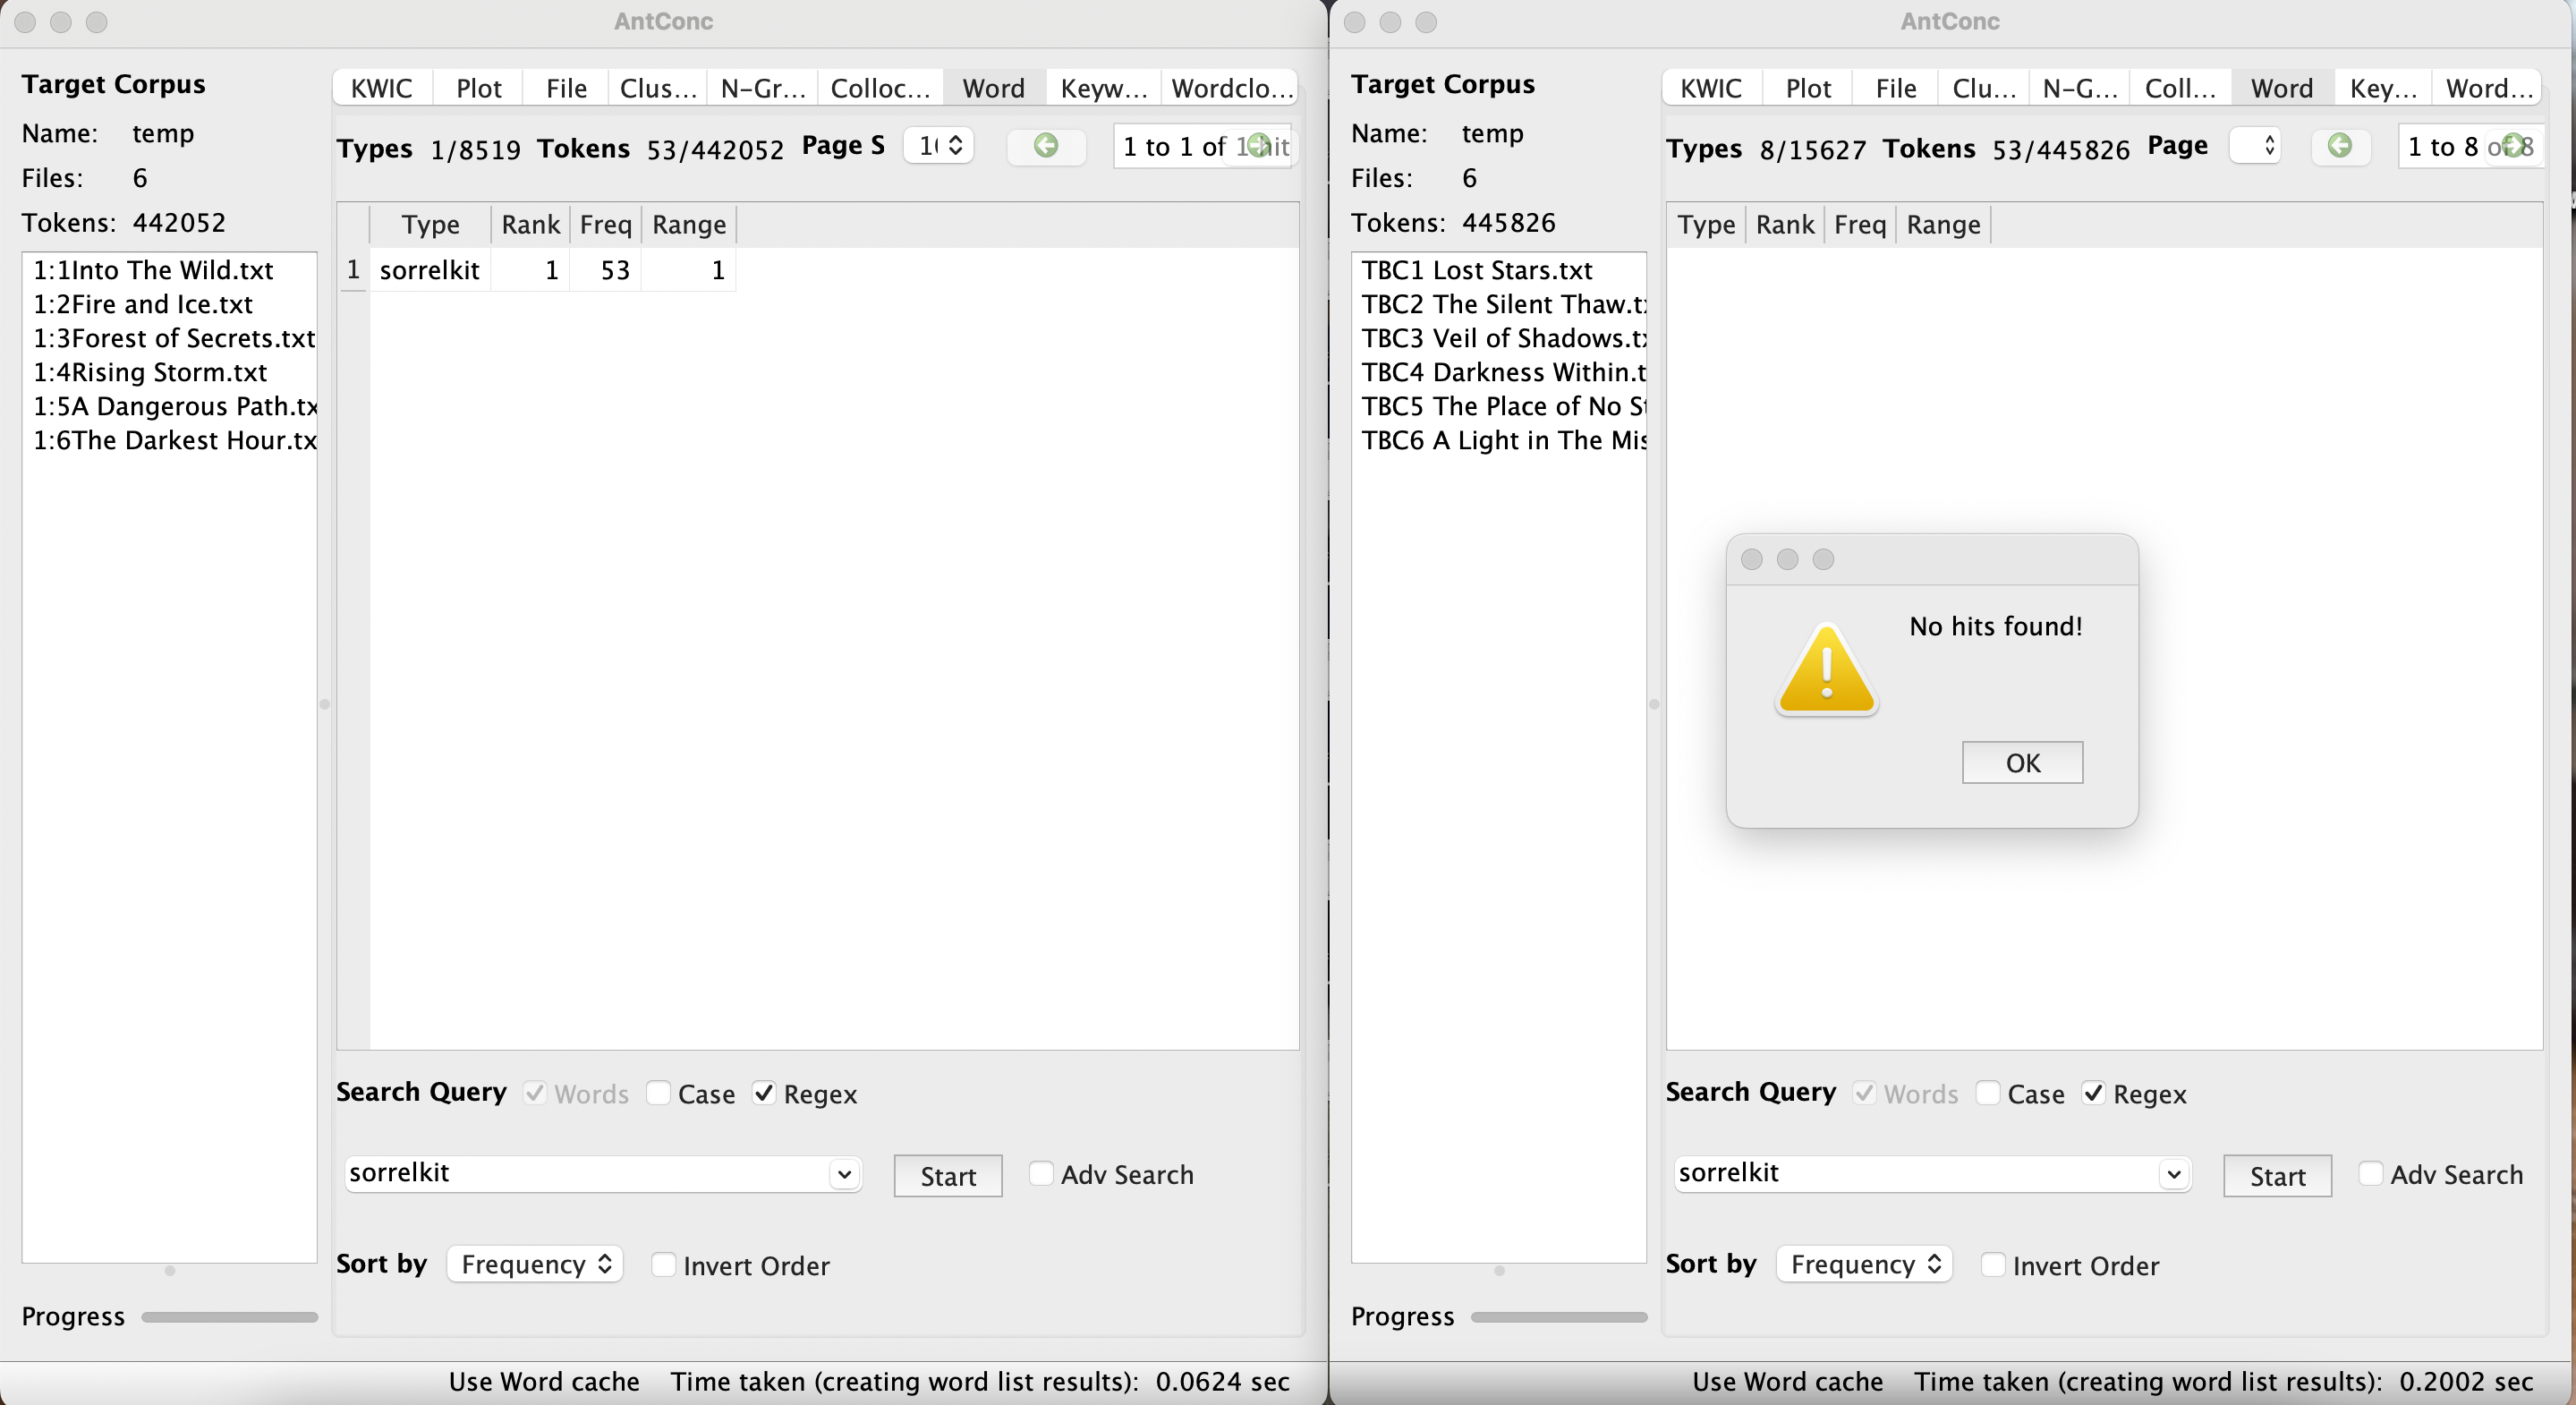 AntConc
Target Corpus
Name: temp
Files: 6
Tokens: 442052
1:1Into The Wild.txt
1:2Fire and Ice.txt
1:3Forest of Secrets.txt
1:4Rising Storm.txt
1:5A Dangerous Path.tx
1:6The Darkest Hour.tx
Progress
KWIC Plot File Clus... N-Gr... Colloc... Word Keyw... Wordclo...
Types 1/8519 Tokens 53/442052 Page S 1 1 to 1 of 1 hit
Type Rank Freq Range
1 sorrelkit 1 53 1
Search Query Words Case Regex
sorrelkit Start Adv Search
Sort by Frequency Invert Order
Use Word cache Time taken (creating word list results): 0.0624 sec
AntConc
Target Corpus
Name: temp
Files: 6
Tokens: 445826
TBC1 Lost Stars.txt
TBC2 The Silent Thaw.t
TBC3 Veil of Shadows.t
TBC4 Darkness Within.t
TBC5 The Place of No S
TBC6 A Light in The Mis
Progress
KWIC Plot File Clu... N-G... Coll... Word Key... Word...
Types 8/15627 Tokens 53/445826 Page 1 to 8 of 8
Type Rank Freq Range
No hits found!
OK
Search Query Words Case Regex
sorrelkit Start Adv Search
Sort by Frequency Invert Order
Use Word cache Time taken (creating word list results): 0.2002 sec